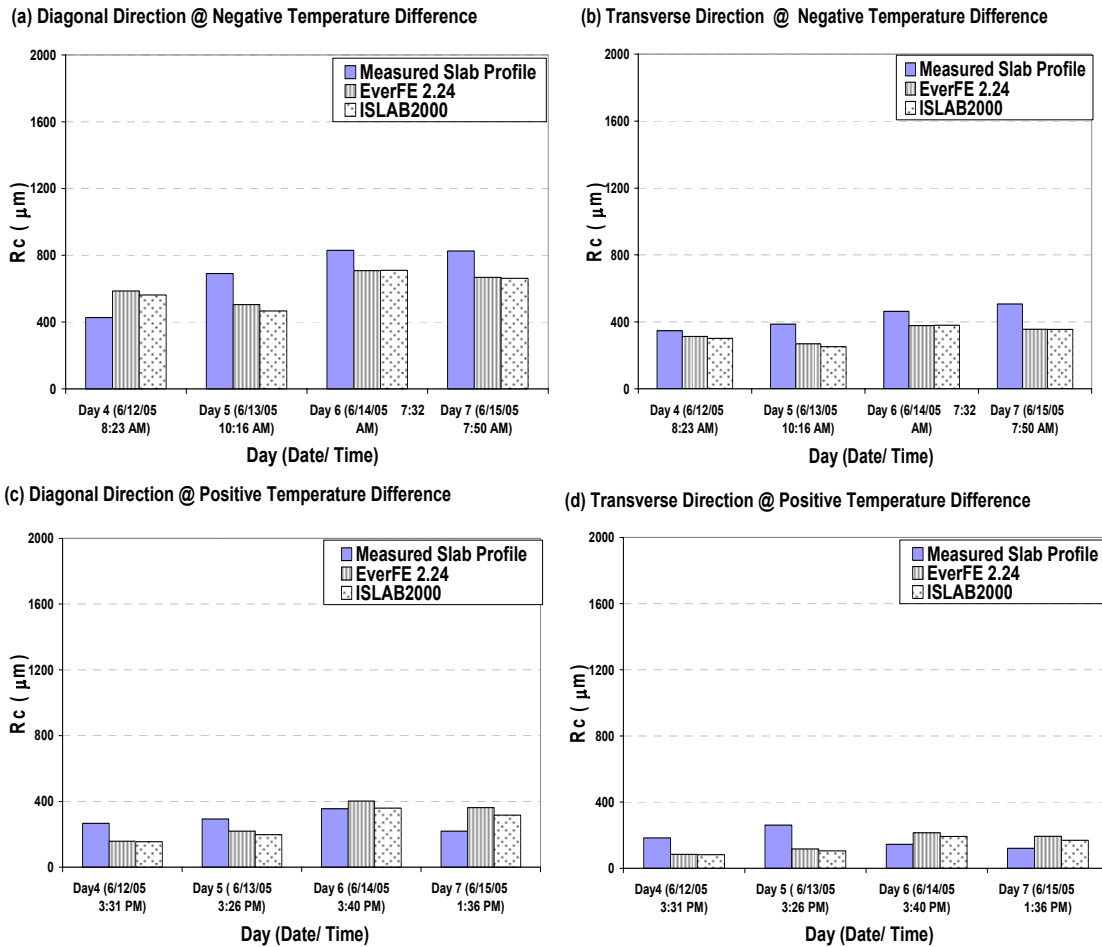 (a) Diagonal Direction @ Negative Temperature Difference
2000
1600
1200
800
400
0
Rc ( μm)
Measured Slab Profile
EverFE 2.24
ISLAB2000
Day 4 (6/12/05 8:23 AM)
Day 5 (6/13/05 10:16 AM)
Day 6 (6/14/05 7:32 AM)
Day 7 (6/15/05 7:50 AM)
Day (Date/ Time)
(b) Transverse Direction @ Negative Temperature Difference
2000
1600
1200
800
400
0
Rc ( μm)
Measured Slab Profile
EverFE 2.24
ISLAB2000
Day 4 (6/12/05 8:23 AM)
Day 5 (6/13/05 10:16 AM)
Day 6 (6/14/05 7:32 AM)
Day 7 (6/15/05 7:50 AM)
Day (Date/ Time)
(c) Diagonal Direction @ Positive Temperature Difference
2000
1600
1200
800
400
0
Rc ( μm)
Measured Slab Profile
EverFE 2.24
ISLAB2000
Day4 (6/12/05 3:31 PM)
Day 5 ( 6/13/05 3:26 PM)
Day 6 (6/14/05 3:40 PM)
Day 7 (6/15/05 1:36 PM)
Day (Date/ Time)
(d) Transverse Direction @ Positive Temperature Difference
2000
1600
1200
800
400
0
Rc ( μm)
Measured Slab Profile
EverFE 2.24
ISLAB2000
Day4 (6/12/05 3:31 PM)
Day 5 ( 6/13/05 3:26 PM)
Day 6 (6/14/05 3:40 PM)
Day 7 (6/15/05 1:36 PM)
Day (Date/ Time)